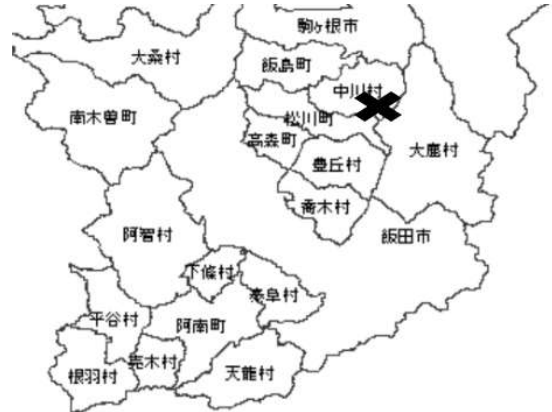 駒ヶ根市
大桑村
飯島町
中川村
南木曽町
松川町
高森町
大鹿村
豊丘村
喬木村
阿智村
飯田市
下條村
泰阜村
平谷村
阿南町
売木村
根羽村
天龍村